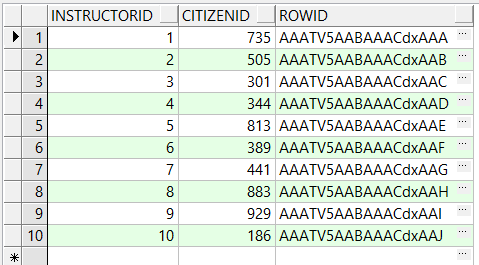 INSTRUCTORID CITIZENID ROWID
1 1 735 AAATV5AABAAACdxAAA ...
2 2 505 AAATV5AABAAACdxAAB ...
3 3 301 AAATV5AABAAACdxAAC ...
4 4 344 AAATV5AABAAACdxAAD ...
5 5 813 AAATV5AABAAACdxAAE ...
6 6 389 AAATV5AABAAACdxAAF ...
7 7 441 AAATV5AABAAACdxAAG ...
8 8 883 AAATV5AABAAACdxAAH ...
9 9 929 AAATV5AABAAACdxAAI ...
10 10 186 AAATV5AABAAACdxAAJ ...
* ...